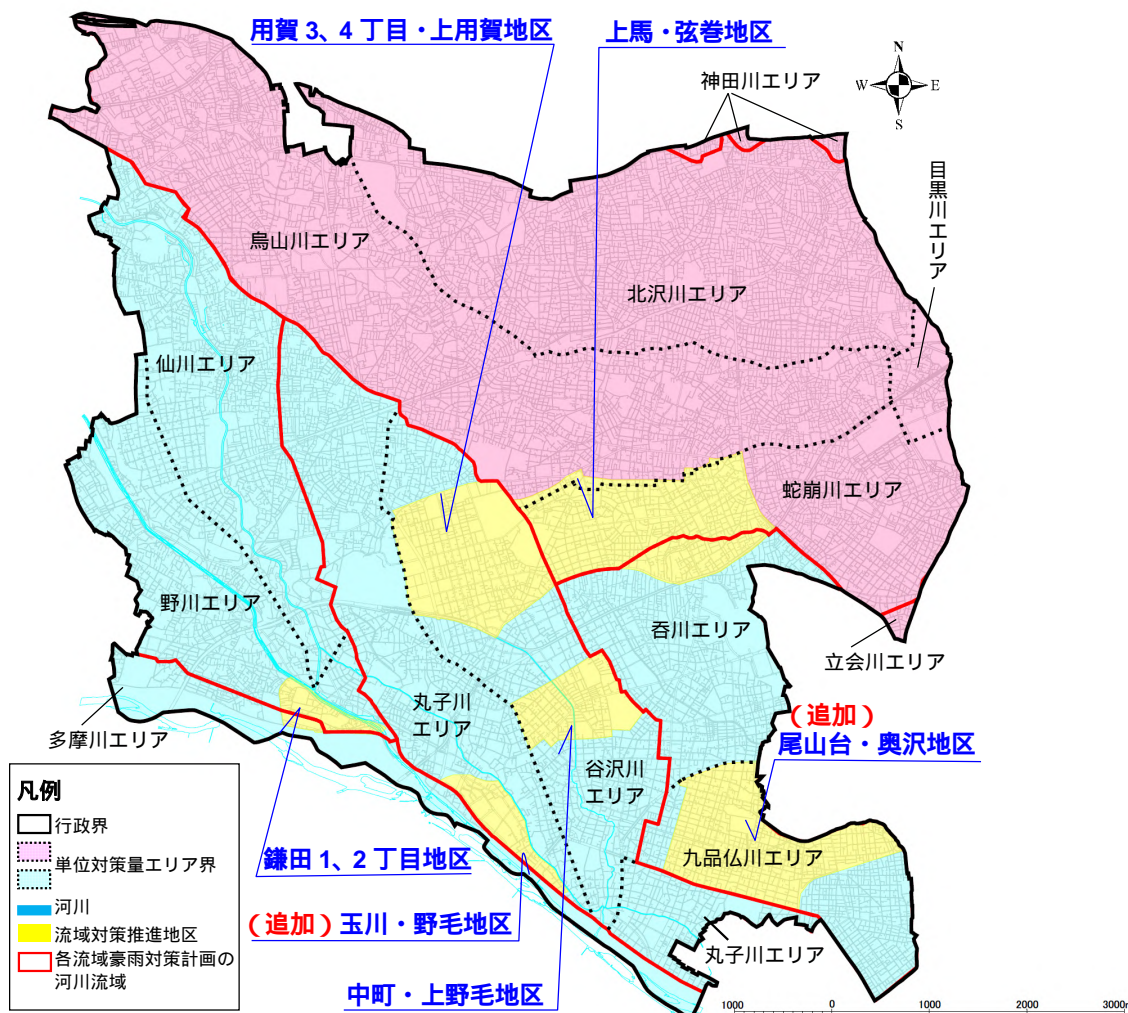 用賀3、4丁目・上用賀地区
上馬・弦巻地区
神田川エリア
N
W
E
S
目黒川エリア
烏山川エリア
北沢川エリア
仙川エリア
蛇崩川エリア
野川エリア
呑川エリア
立会川エリア
丸子川
エリア
多摩川エリア
(追加)
尾山台・奥沢地区
谷沢川
エリア
九品仏川エリア
凡例
行政界
単位対策量エリア界
河川
流域対策推進地区
各流域豪雨対策計画の
河川流域
鎌田1、2丁目地区
(追加)玉川・野毛地区
丸子川エリア
中町・上野毛地区
1000 0 1000 2000 3000m